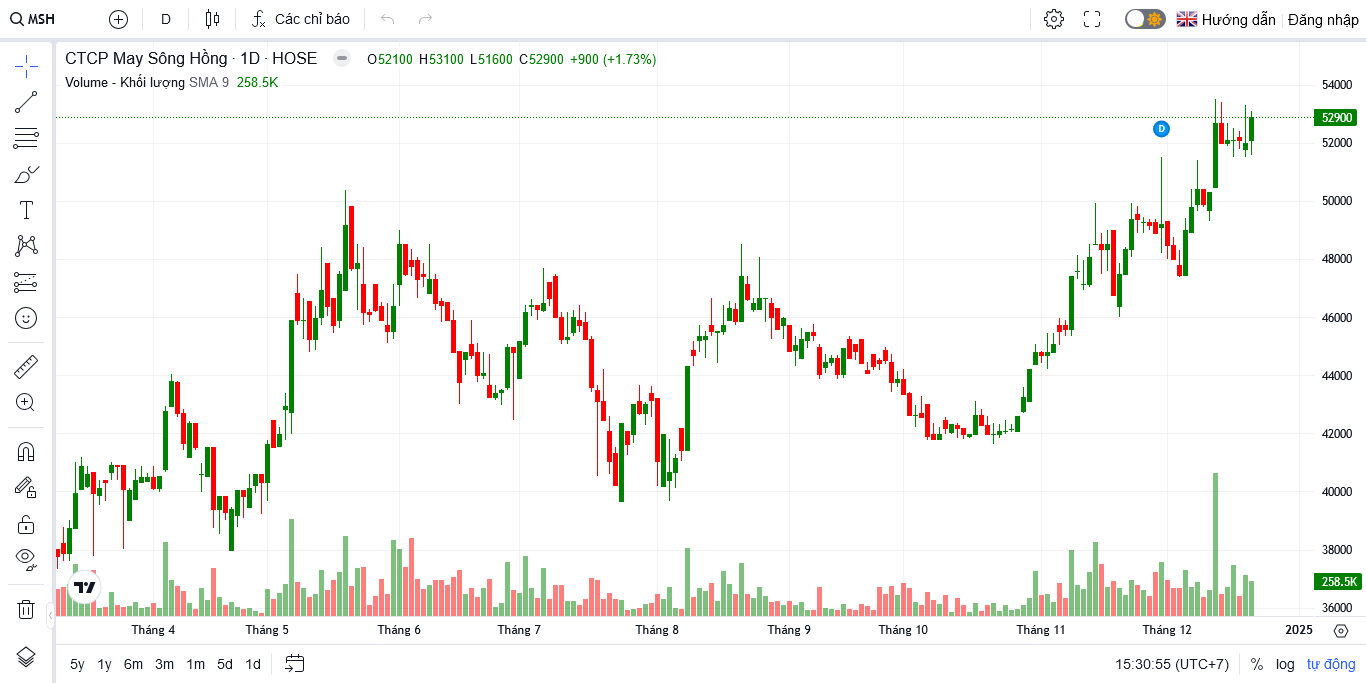 MSH D Các chỉ báo Hướng dẫn Đăng nhập
CTCP May Sông Hồng · 1D · HOSE O52100 H53100 L51600 C52900 +900 (+1.73%)
Volume - Khối lượng SMA 9 258.5K
54000
52900
D
52000
50000
48000
46000
44000
42000
40000
38000
258.5K
36000
Tháng 4 Tháng 5 Tháng 6 Tháng 7 Tháng 8 Tháng 9 Tháng 10 Tháng 11 Tháng 12 2025
5y 1y 6m 3m 1m 5d 1d 15:30:55 (UTC+7) % log tự động